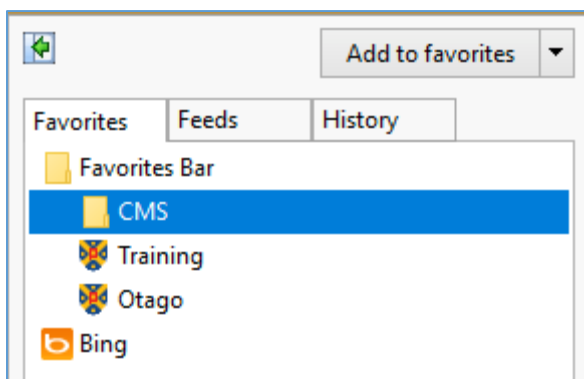 Add to favorites
Favorites Feeds History
Favorites Bar
CMS
Training
Otago
Bing